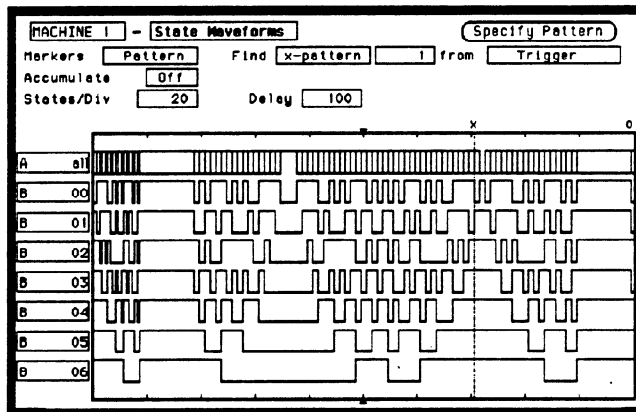 MACHINE 1 - State Waveforms Specify Pattern
Markers Pattern Find x-pattern 1 from Trigger
Accumulate Off
States/Div 20 Delay 100
X O
A all
B 00
B 01
B 02
B 03
B 04
B 05
B 06